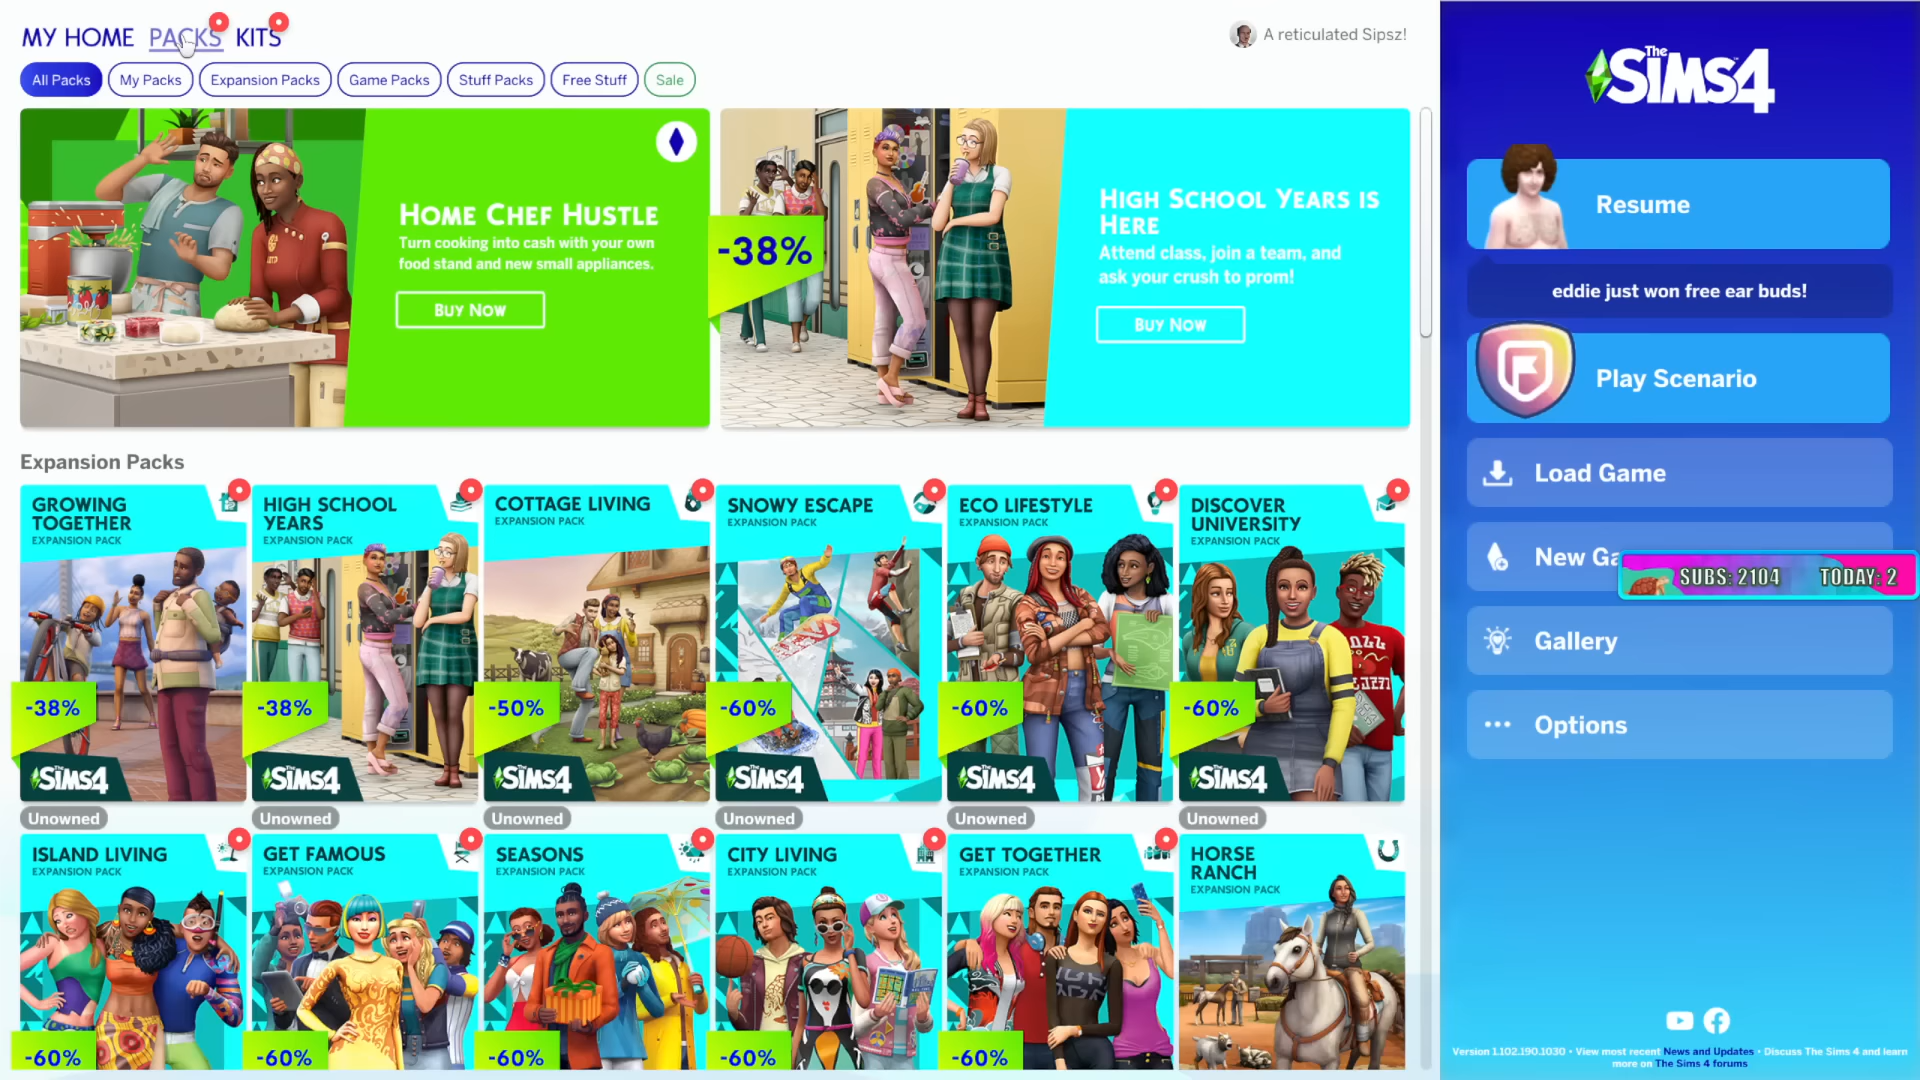 MY HOME PACKS KITS
A reticulated Sipsz!
All Packs My Packs Expansion Packs Game Packs Stuff Packs Free Stuff Sale
HOME CHEF HUSTLE
Turn cooking into cash with your own
food stand and new small appliances.
BUY NOW
-38%
HIGH SCHOOL YEARS IS
HERE
Attend class, join a team, and
ask your crush to prom!
BUY NOW
Expansion Packs
GROWING
TOGETHER
EXPANSION PACK
-38%
The SIMS4
Unowned
HIGH SCHOOL
YEARS
EXPANSION PACK
-38%
The SIMS4
Unowned
COTTAGE LIVING
EXPANSION PACK
-50%
The SIMS4
Unowned
SNOWY ESCAPE
EXPANSION PACK
-60%
The SIMS4
Unowned
ECO LIFESTYLE
EXPANSION PACK
-60%
The SIMS4
Unowned
DISCOVER
UNIVERSITY
EXPANSION PACK
-60%
The SIMS4
Unowned
ISLAND LIVING
EXPANSION PACK
-60%
GET FAMOUS
EXPANSION PACK
-60%
SEASONS
EXPANSION PACK
-60%
CITY LIVING
EXPANSION PACK
-60%
GET TOGETHER
EXPANSION PACK
-60%
HORSE
RANCH
EXPANSION PACK
The SIMS4
Resume
eddie just won free ear buds!
Play Scenario
Load Game
New Ga
SUBS: 2104 TODAY: 2
Gallery
Options
Version 1.102.190.1030 • View most recent News and Updates • Discuss The Sims 4 and learn
more on The Sims 4 forums